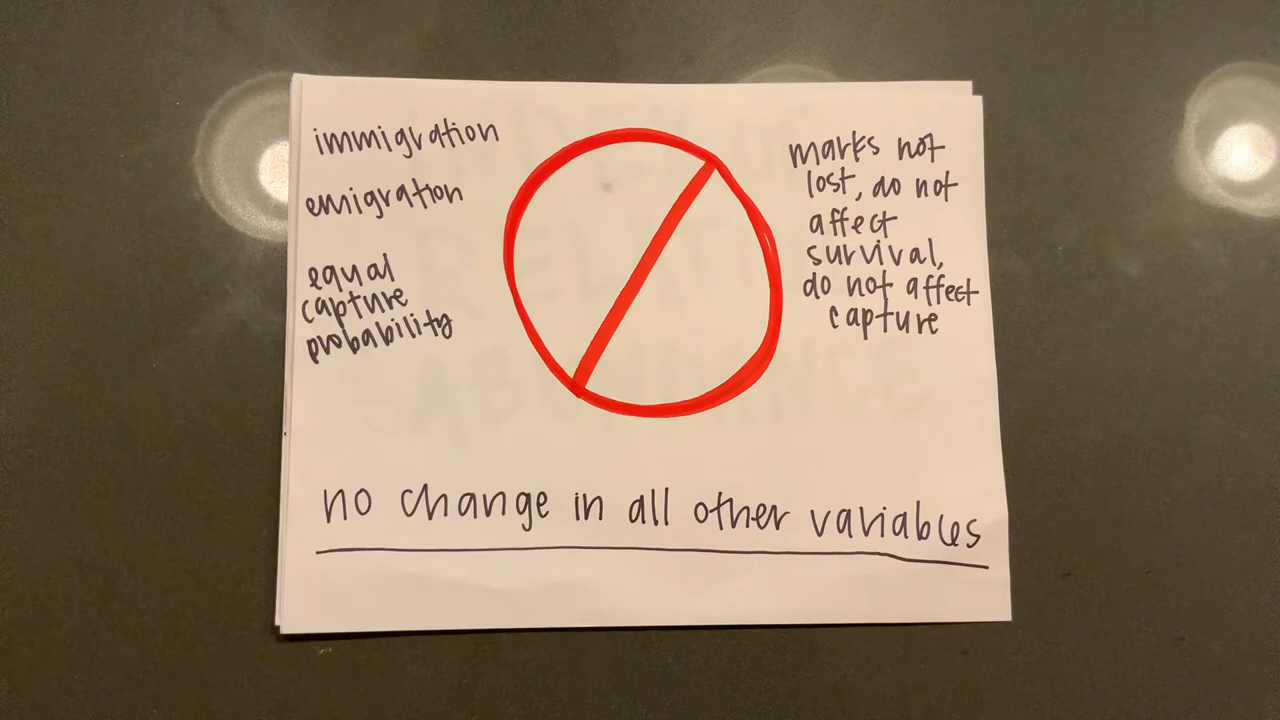 immigration
emigration
equal
capture
probability
marks not
lost, do not
affect
survival,
do not affect
capture
no change in all other variables